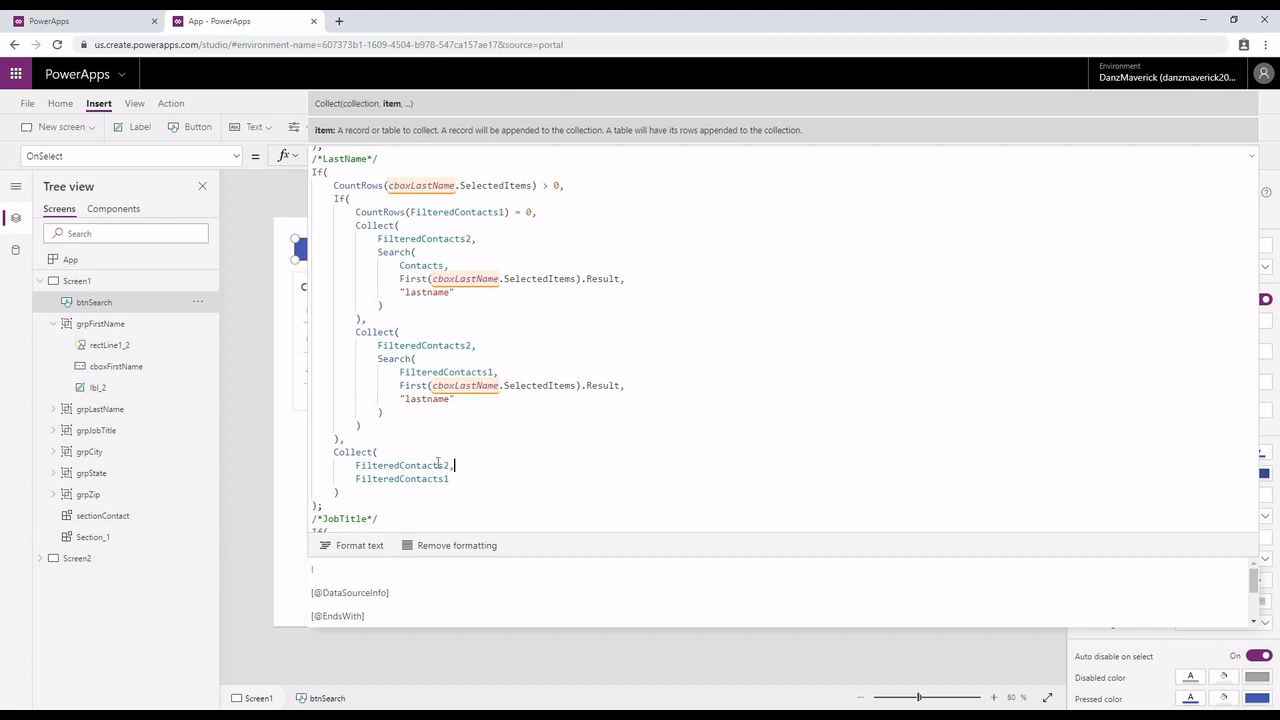 PowerApps
App - PowerApps
us.create.powerapps.com/studio/#environment-name=607373b1-1609-4504-b978-547ca157ae17&source=portal
PowerApps
Environment
DanzMaverick (danzmaverick20...
File
Home
Insert
View
Action
Collect(collection, item, ...)
New screen
Label
Button
Text
item: A record or table to collect. A record will be appended to the collection. A table will have its rows appended to the collection.
OnSelect
=
fx
);
/*LastName*/
If(
CountRows(cboxLastName.SelectedItems) > 0,
If(
CountRows(FilteredContacts1) = 0,
Collect(
FilteredContacts2,
Search(
Contacts,
First(cboxLastName.SelectedItems).Result,
"lastname"
)
),
Collect(
FilteredContacts2,
Search(
FilteredContacts1,
First(cboxLastName.SelectedItems).Result,
"lastname"
)
)
),
Collect(
FilteredContacts2,
FilteredContacts1
)
);
/*JobTitle*/
If(
Format text
Remove formatting
!
[@DataSourceInfo]
[@EndsWith]
Tree view
Screens
Components
Search
App
Screen1
btnSearch
...
grpFirstName
rectLine1_2
cboxFirstName
lbl_2
grpLastName
grpJobTitle
grpCity
grpState
grpZip
sectionContact
Section_1
Screen2
C
Auto disable on select
On
Disabled color
Pressed color
Screen1
btnSearch
80 %